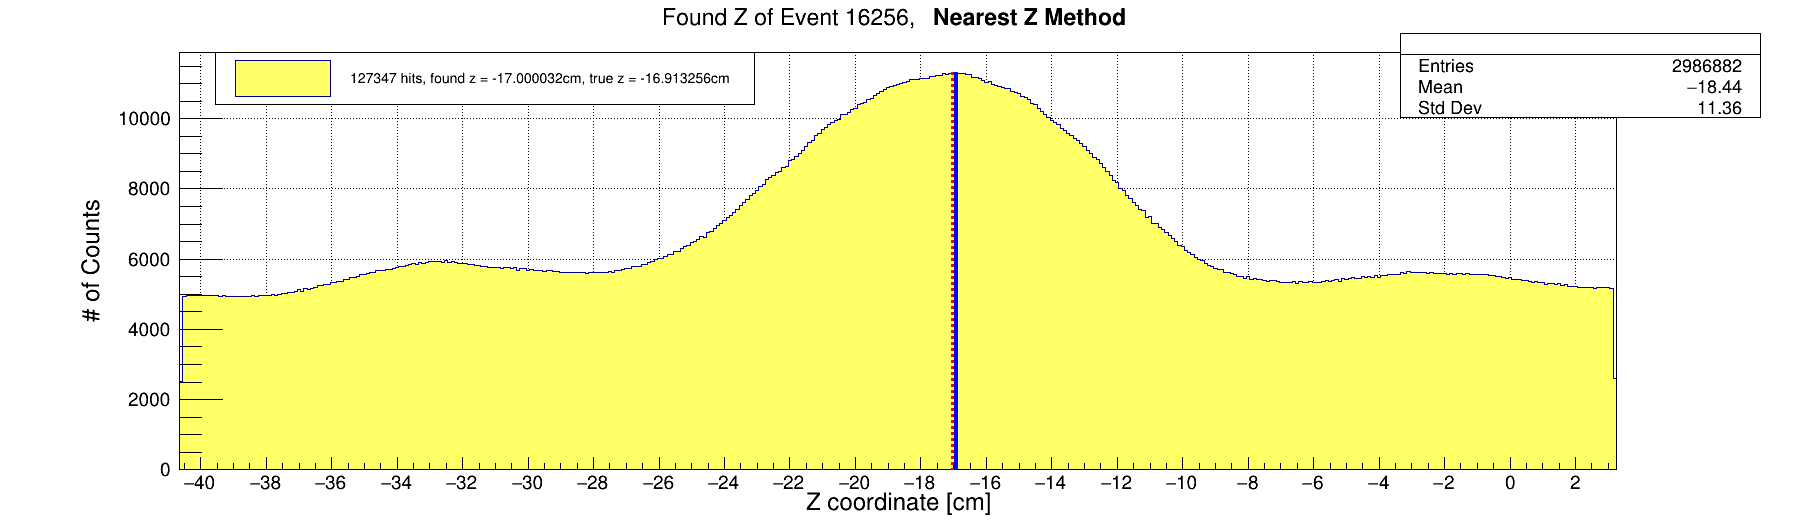 Found Z of Event 16256, Nearest Z Method
127347 hits, found z = -17.000032cm, true z = -16.913256cm
Entries 2986882
Mean −18.44
Std Dev 11.36
# of Counts
10000
8000
6000
4000
2000
0
−40 −38 −36 −34 −32 −30 −28 −26 −24 −22 −20 −18 −16 −14 −12 −10 −8 −6 −4 −2 0 2
Z coordinate [cm]